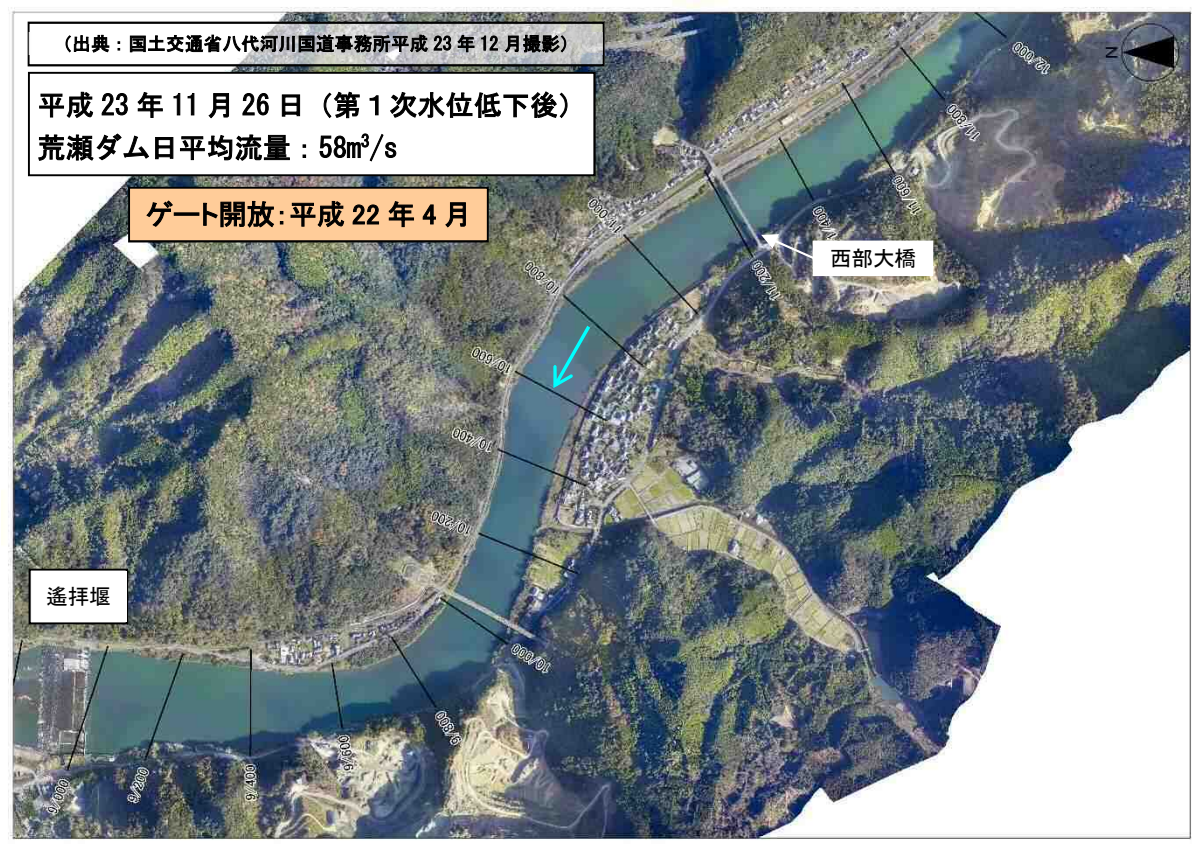 (出典：国土交通省八代河川国道事務所平成 23 年 12 月撮影)
平成 23 年 11 月 26 日（第１次水位低下後）
荒瀬ダム日平均流量：58m³/s
ゲート開放：平成 22 年 4 月
N
12/000
11/800
11/600
11/400
西部大橋
11/200
11/000
10/800
10/600
10/400
10/200
遙拝堰
10/000
9/800
9/600
9/400
9/200
9/000